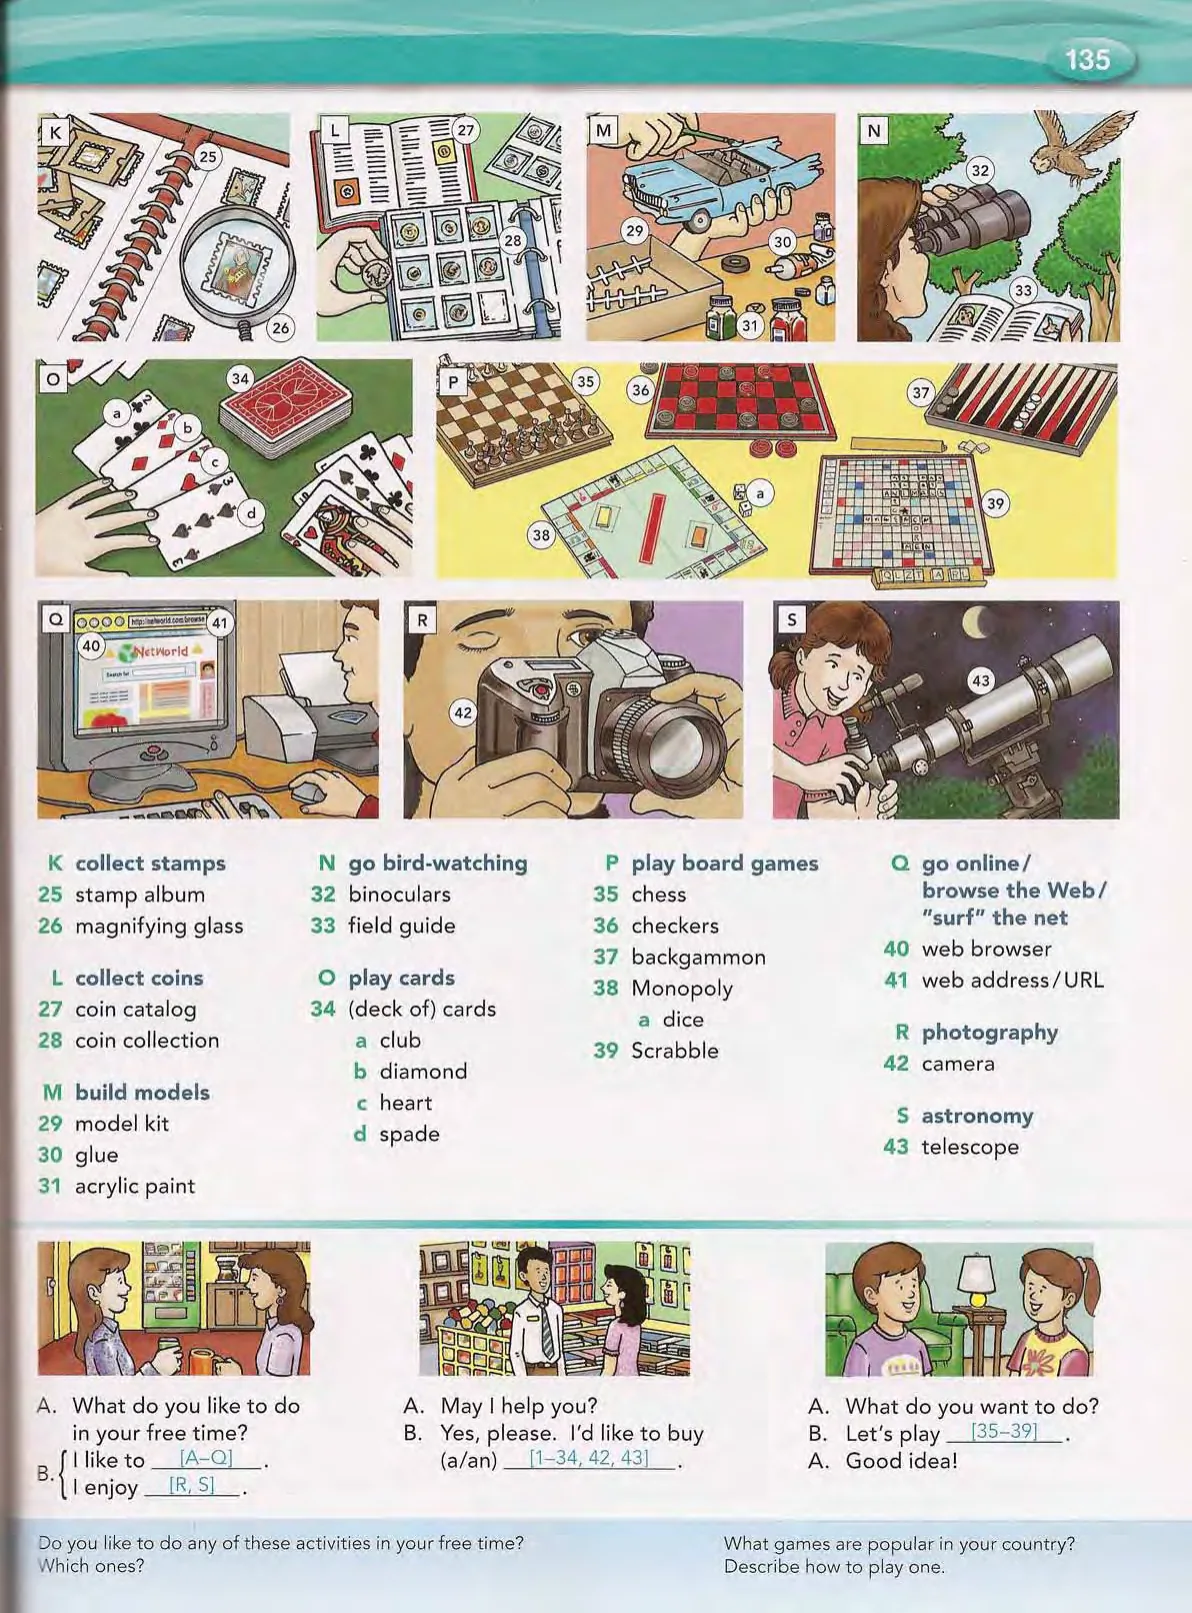 135
K
25
26
L
27
28
M
29
30
31
N
32
33
O
34
a
b
c
d
P
35
36
37
38
a
39
Q
http://networld.com/browse
40
41
NetWorld
Search for
R
42
S
43
K collect stamps
25 stamp album
26 magnifying glass
L collect coins
27 coin catalog
28 coin collection
M build models
29 model kit
30 glue
31 acrylic paint
N go bird-watching
32 binoculars
33 field guide
O play cards
34 (deck of) cards
a club
b diamond
c heart
d spade
P play board games
35 chess
36 checkers
37 backgammon
38 Monopoly
a dice
39 Scrabble
Q go online/
browse the Web/
"surf" the net
40 web browser
41 web address/URL
R photography
42 camera
S astronomy
43 telescope
A. What do you like to do
in your free time?
B. I like to [A–Q].
I enjoy [R, S].
A. May I help you?
B. Yes, please. I'd like to buy
(a/an) [1–34, 42, 43].
A. What do you want to do?
B. Let's play [35–39].
A. Good idea!
Do you like to do any of these activities in your free time?
Which ones?
What games are popular in your country?
Describe how to play one.